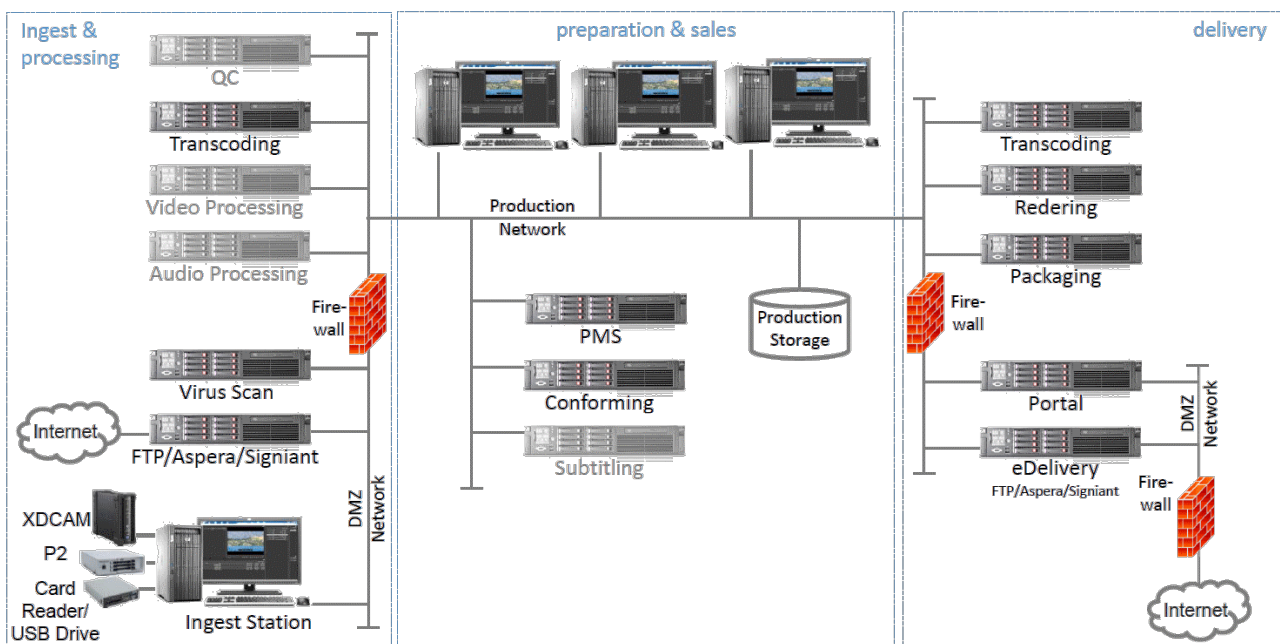 Ingest &
processing
QC
Transcoding
Video Processing
Audio Processing
Fire-
wall
Virus Scan
Internet
FTP/Aspera/Signiant
XDCAM
P2
Card
Reader/
USB Drive
Ingest Station
DMZ
Network
preparation & sales
Production
Network
PMS
Conforming
Subtitling
Production
Storage
delivery
Transcoding
Redering
Packaging
Fire-
wall
Portal
eDelivery
FTP/Aspera/Signiant
DMZ
Network
Fire-
wall
Internet